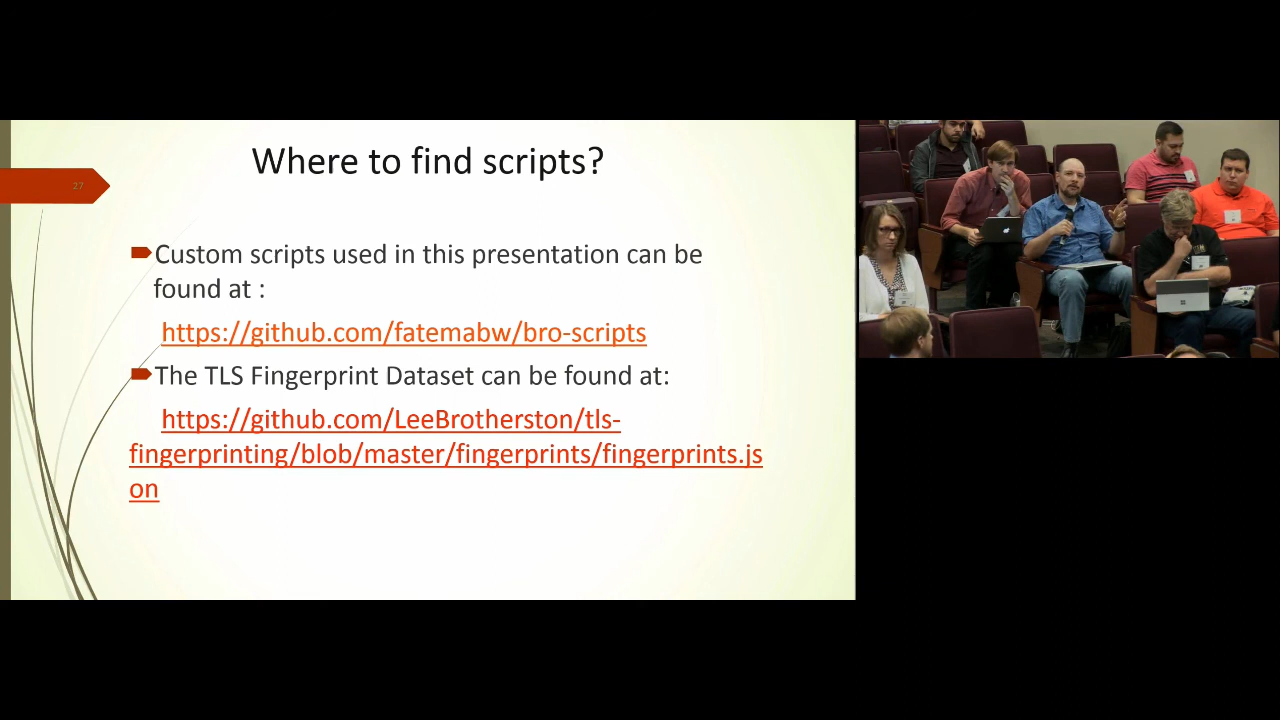 Where to find scripts?
27
Custom scripts used in this presentation can be
found at :
https://github.com/fatemabw/bro-scripts
The TLS Fingerprint Dataset can be found at:
https://github.com/LeeBrotherston/tls-
fingerprinting/blob/master/fingerprints/fingerprints.js
on